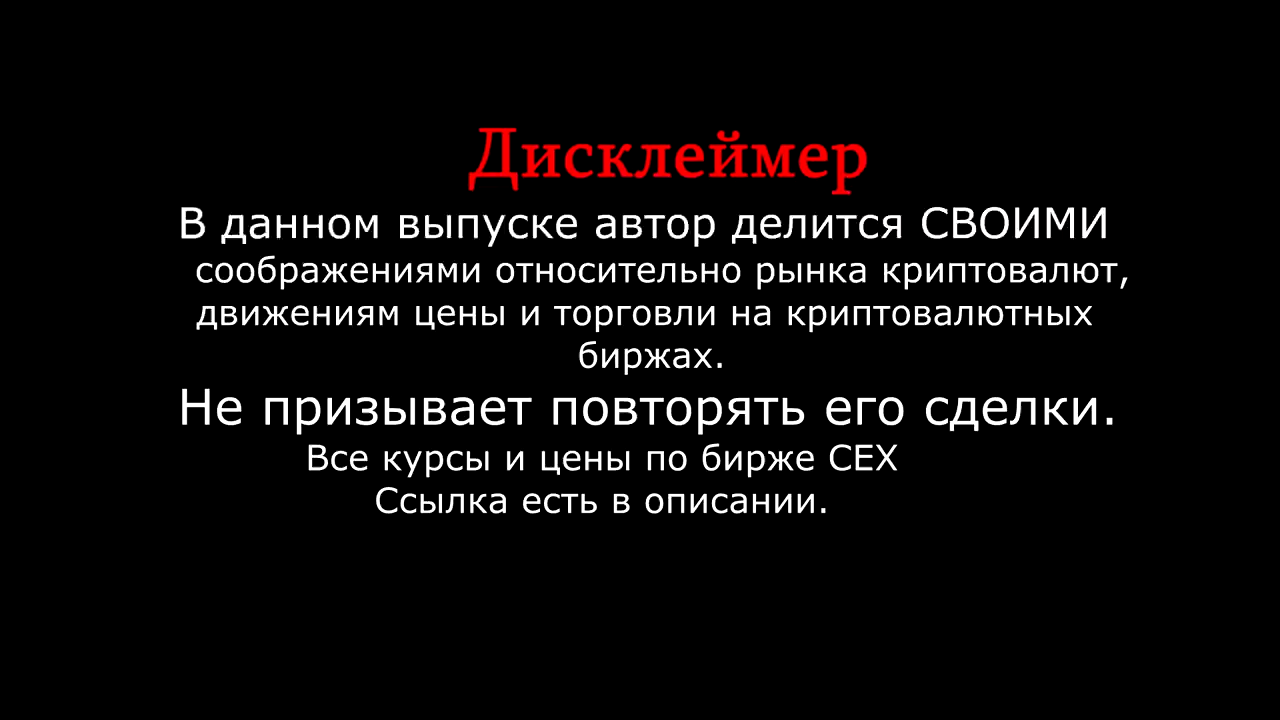 Дисклеймер
В данном выпуске автор делится СВОИМИ
соображениями относительно рынка криптовалют,
движениям цены и торговли на криптовалютных
биржах.
Не призывает повторять его сделки.
Все курсы и цены по бирже CEX
Ссылка есть в описании.